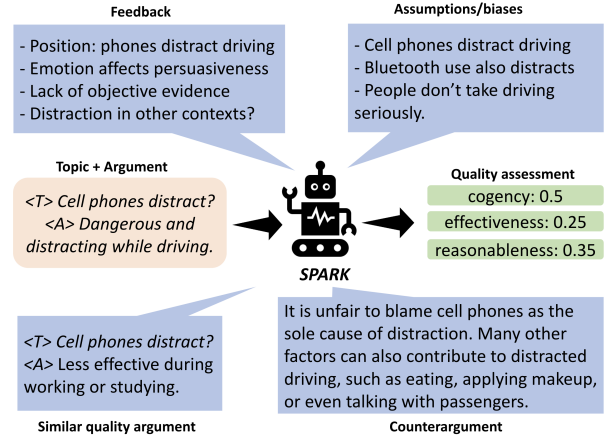 Feedback
- Position: phones distract driving
- Emotion affects persuasiveness
- Lack of objective evidence
- Distraction in other contexts?
Assumptions/biases
- Cell phones distract driving
- Bluetooth use also distracts
- People don’t take driving
seriously.
Topic + Argument
<T> Cell phones distract?
<A> Dangerous and
distracting while driving.
SPARK
Quality assessment
cogency: 0.5
effectiveness: 0.25
reasonableness: 0.35
<T> Cell phones distract?
<A> Less effective during
working or studying.
Similar quality argument
It is unfair to blame cell phones as the
sole cause of distraction. Many other
factors can also contribute to distracted
driving, such as eating, applying makeup,
or even talking with passengers.
Counterargument